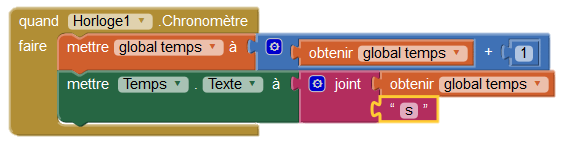 quand Horloge1 .Chronomètre
faire mettre global temps à obtenir global temps + 1
mettre Temps . Texte à joint obtenir global temps
" s "